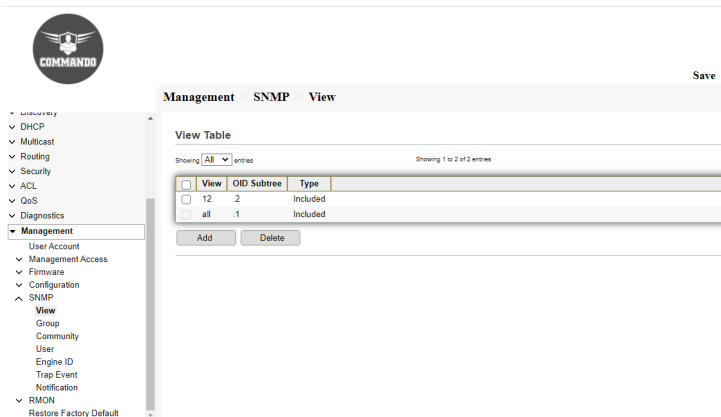 COMMANDO
Save
Management SNMP View
Discovery
DHCP
Multicast
Routing
Security
ACL
QoS
Diagnostics
Management
User Account
Management Access
Firmware
Configuration
SNMP
View
Group
Community
User
Engine ID
Trap Event
Notification
RMON
Restore Factory Default
View Table
Showing All entries
Showing 1 to 2 of 2 entries
View OID Subtree Type
12 .2 Included
all .1 Included
Add Delete